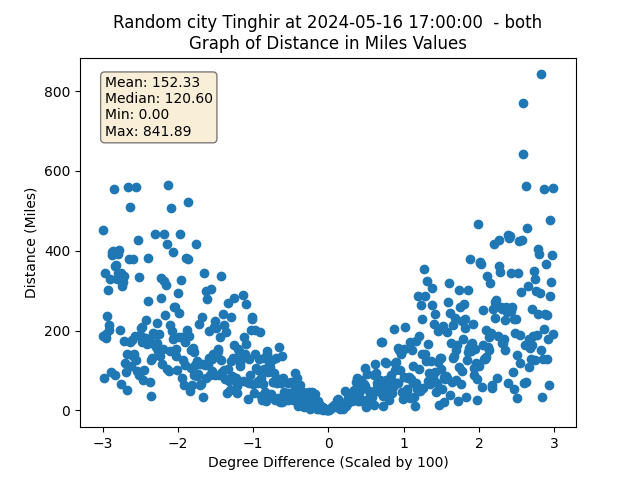 Random city Tinghir at 2024-05-16 17:00:00  - both
Graph of Distance in Miles Values
Mean: 152.33
Median: 120.60
Min: 0.00
Max: 841.89
Distance (Miles)
800
600
400
200
0
−3 −2 −1 0 1 2 3
Degree Difference (Scaled by 100)